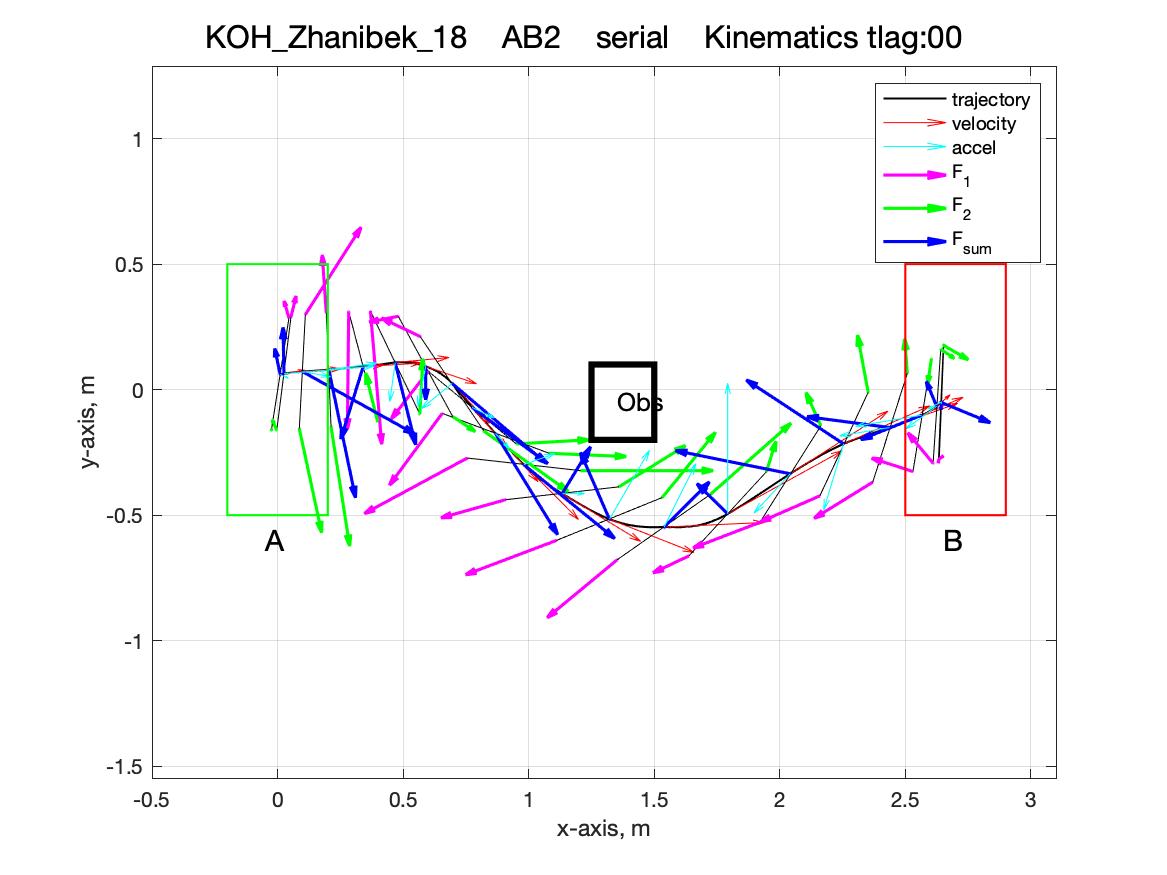 KOH_Zhanibek_18 AB2 serial Kinematics tlag:00
trajectory
velocity
accel
F1
F2
Fsum
1
0.5
0
-0.5
-1
-1.5
y-axis, m
Obs
A
B
-0.5 0 0.5 1 1.5 2 2.5 3
x-axis, m